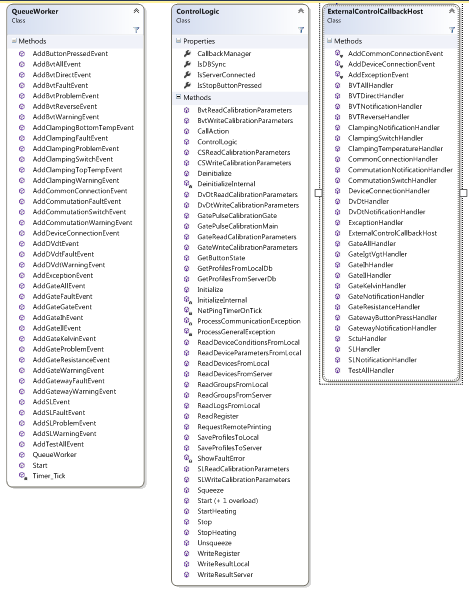 QueueWorker
Class
Methods
AddButtonPressedEvent
AddBvtAllEvent
AddBvtDirectEvent
AddBvtFaultEvent
AddBvtProblemEvent
AddBvtReverseEvent
AddBvtWarningEvent
AddClampingBottomTempEvent
AddClampingFaultEvent
AddClampingProblemEvent
AddClampingSwitchEvent
AddClampingTopTempEvent
AddClampingWarningEvent
AddCommonConnectionEvent
AddCommutationFaultEvent
AddCommutationSwitchEvent
AddCommutationWarningEvent
AddDeviceConnectionEvent
AddDVdtEvent
AddDVdtFaultEvent
AddDVdtWarningEvent
AddExceptionEvent
AddGateAllEvent
AddGateFaultEvent
AddGateGateEvent
AddGateIhEvent
AddGateIlEvent
AddGateKelvinEvent
AddGateProblemEvent
AddGateResistanceEvent
AddGateWarningEvent
AddGatewayFaultEvent
AddGatewayWarningEvent
AddSLEvent
AddSLFaultEvent
AddSLProblemEvent
AddSLWarningEvent
AddTestAllEvent
QueueWorker
Start
Timer_Tick
ControlLogic
Class
Properties
CallbackManager
IsDBSync
IsServerConnected
IsStopButtonPressed
Methods
BvtReadCalibrationParameters
BvtWriteCalibrationParameters
CallAction
ControlLogic
CSReadCalibrationParameters
CSWriteCalibrationParameters
Deinitialize
DeinitializeInternal
DvDtReadCalibrationParameters
DvDtWriteCalibrationParameters
GatePulseCalibrationGate
GatePulseCalibrationMain
GateReadCalibrationParameters
GateWriteCalibrationParameters
GetButtonState
GetProfilesFromLocalDb
GetProfilesFromServerDb
Initialize
InitializeInternal
NetPingTimerOnTick
ProcessCommunicationException
ProcessGeneralException
ReadDeviceConditionsFromLocal
ReadDeviceParametersFromLocal
ReadDevicesFromLocal
ReadDevicesFromServer
ReadGroupsFromLocal
ReadGroupsFromServer
ReadLogsFromLocal
ReadRegister
RequestRemotePrinting
SaveProfilesToLocal
SaveProfilesToServer
ShowFaultError
SLReadCalibrationParameters
SLWriteCalibrationParameters
Squeeze
Start (+ 1 overload)
StartHeating
Stop
StopHeating
Unsqueeze
WriteRegister
WriteResultLocal
WriteResultServer
ExternalControlCallbackHost
Class
Methods
AddCommonConnectionEvent
AddDeviceConnectionEvent
AddExceptionEvent
BVTAllHandler
BVTDirectHandler
BVTNotificationHandler
BVTReverseHandler
ClampingNotificationHandler
ClampingSwitchHandler
ClampingTemperatureHandler
CommonConnectionHandler
CommutationNotificationHandler
CommutationSwitchHandler
DeviceConnectionHandler
DvDtHandler
DvDtNotificationHandler
ExceptionHandler
ExternalControlCallbackHost
GateAllHandler
GateIgtVgtHandler
GateIhHandler
GateIlHandler
GateKelvinHandler
GateNotificationHandler
GateResistanceHandler
GatewayButtonPressHandler
GatewayNotificationHandler
SctuHandler
SLHandler
SLNotificationHandler
TestAllHandler